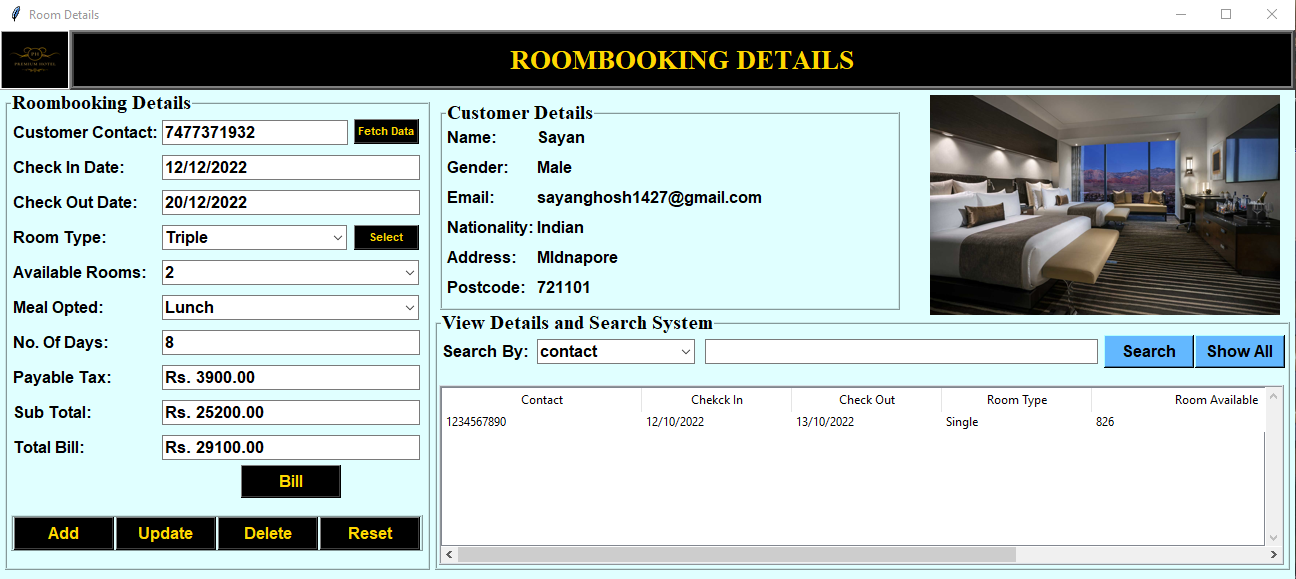 Room Details
PREMIUM HOTEL
ROOMBOOKING DETAILS
Roombooking Details
Customer Contact: 7477371932 Fetch Data
Check In Date: 12/12/2022
Check Out Date: 20/12/2022
Room Type: Triple Select
Available Rooms: 2
Meal Opted: Lunch
No. Of Days: 8
Payable Tax: Rs. 3900.00
Sub Total: Rs. 25200.00
Total Bill: Rs. 29100.00
Bill
Add Update Delete Reset
Customer Details
Name: Sayan
Gender: Male
Email: sayanghosh1427@gmail.com
Nationality: Indian
Address: MIdnapore
Postcode: 721101
View Details and Search System
Search By: contact Search Show All
Contact Chekck In Check Out Room Type Room Available
1234567890 12/10/2022 13/10/2022 Single 826